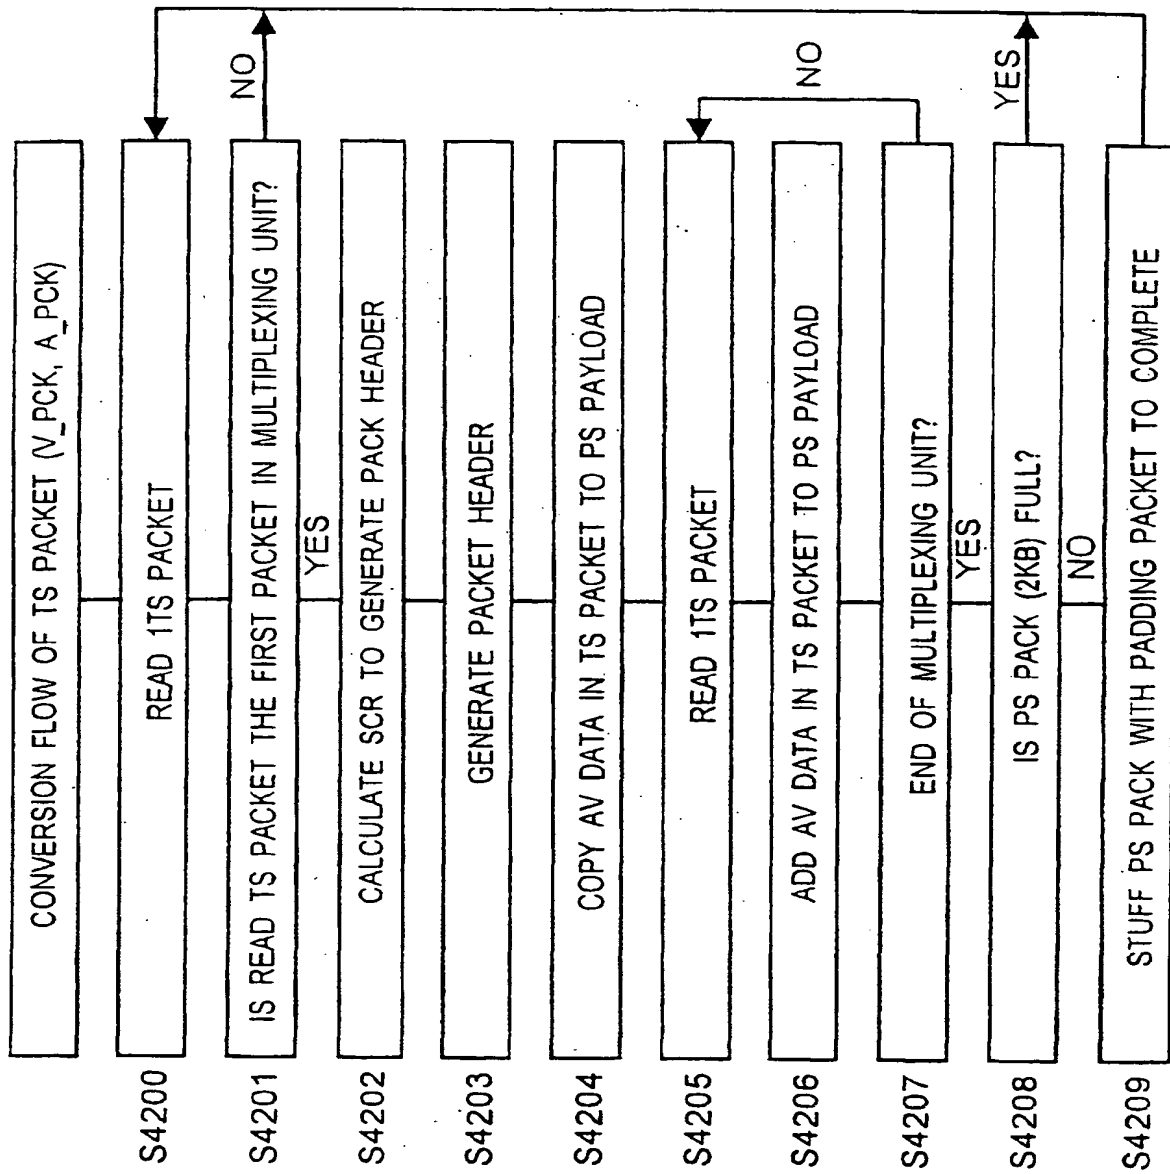 CONVERSION FLOW OF TS PACKET (V_PCK, A_PCK)
S4200
READ 1TS PACKET
S4201
IS READ TS PACKET THE FIRST PACKET IN MULTIPLEXING UNIT?
NO
YES
S4202
CALCULATE SCR TO GENERATE PACK HEADER
S4203
GENERATE PACKET HEADER
S4204
COPY AV DATA IN TS PACKET TO PS PAYLOAD
S4205
READ 1TS PACKET
S4206
ADD AV DATA IN TS PACKET TO PS PAYLOAD
S4207
END OF MULTIPLEXING UNIT?
NO
YES
S4208
IS PS PACK (2KB) FULL?
YES
NO
S4209
STUFF PS PACK WITH PADDING PACKET TO COMPLETE